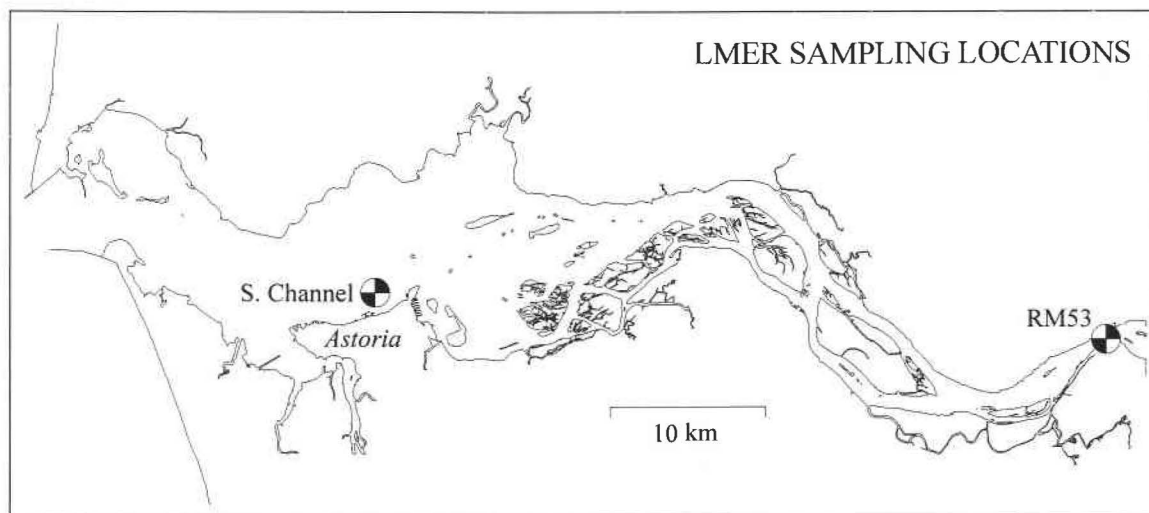 LMER SAMPLING LOCATIONS
S. Channel
Astoria
RM53
10 km